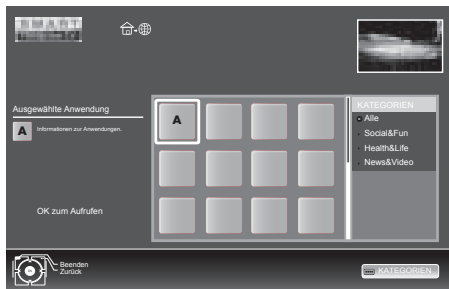 Ausgewählte Anwendung
A
Informationen zur Anwendungen.
OK zum Aufrufen
A
KATEGORIEN
Alle
Social&Fun
Health&Life
News&Video
Beenden
Zurück
KATEGORIEN